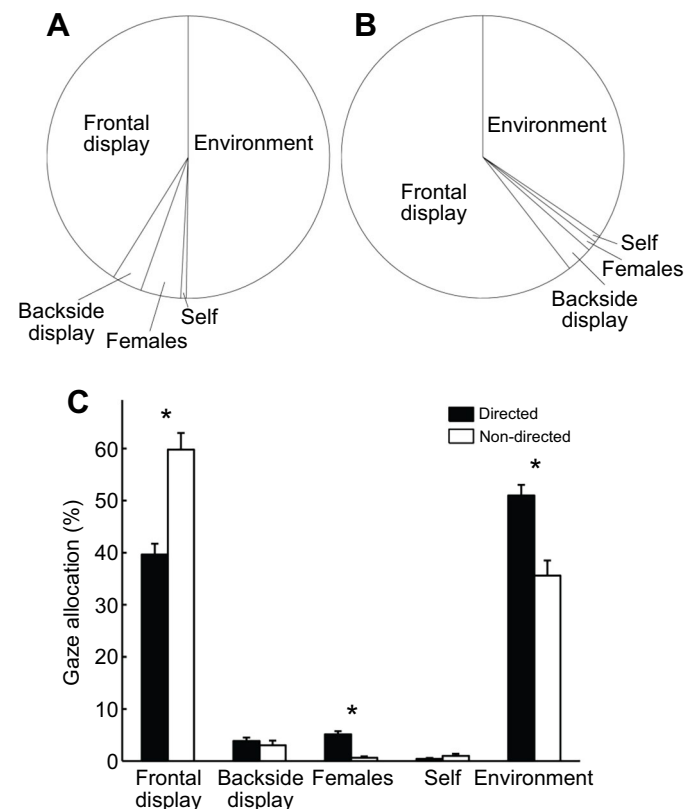 A
Frontal
display
Environment
Backside
display
Females
Self
B
Environment
Frontal
display
Self
Females
Backside
display
C
Directed
Non-directed
Gaze allocation (%)
60
50
40
30
20
10
0
*
*
*
Frontal
display
Backside
display
Females
Self
Environment